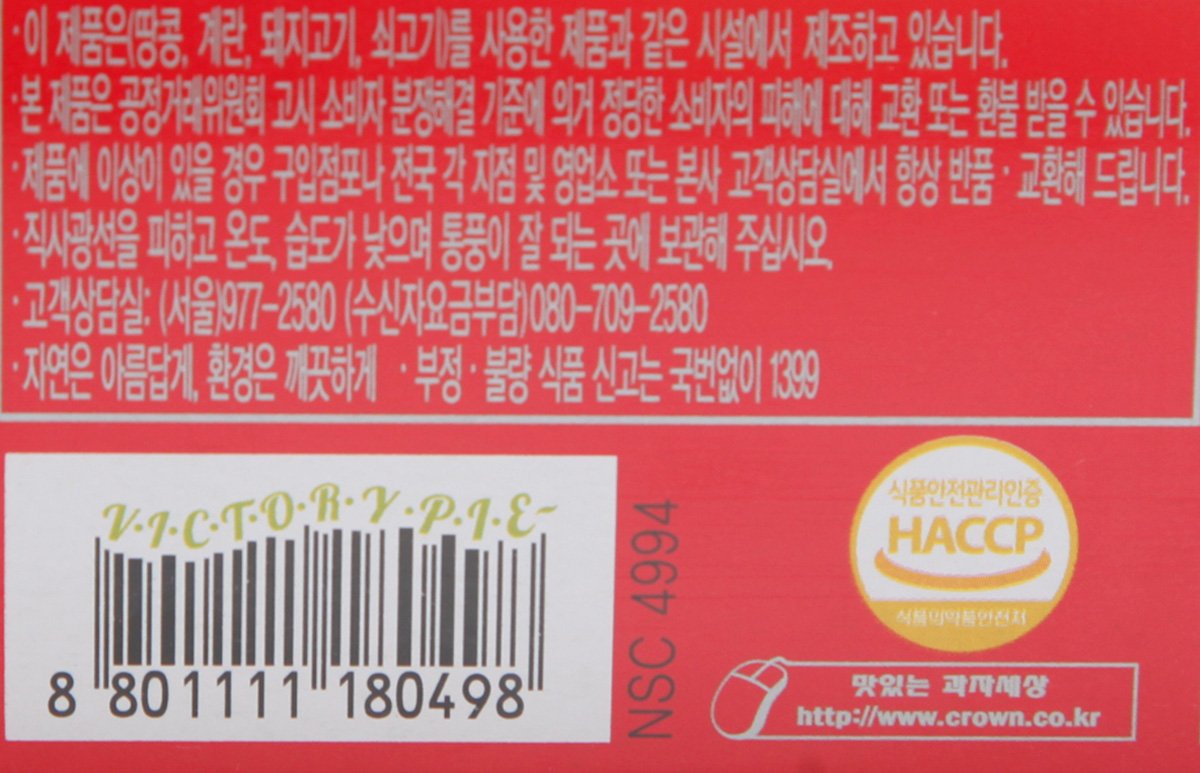 ·이 제품은(땅콩, 계란, 돼지고기, 쇠고기)를 사용한 제품과 같은 시설에서 제조하고 있습니다.
·본 제품은 공정거래위원회 고시 소비자 분쟁해결 기준에 의거 정당한 소비자의 피해에 대해 교환 또는 환불 받을 수 있습니다.
·제품에 이상이 있을 경우 구입점포나 전국 각 지점 및 영업소 또는 본사 고객상담실에서 항상 반품·교환해 드립니다.
·직사광선을 피하고 온도, 습도가 낮으며 통풍이 잘 되는 곳에 보관해 주십시오.
·고객상담실: (서울)977-2580 (수신자요금부담)080-709-2580
·자연은 아름답게, 환경은 깨끗하게 ·부정·불량 식품 신고는 국번없이 1399
V·I·C·T·O·R·Y·P·I·E~
8 801111 180498
NSC 4994
식품안전관리인증
HACCP
식품의약품안전처
맛있는 과자세상
http://www.crown.co.kr